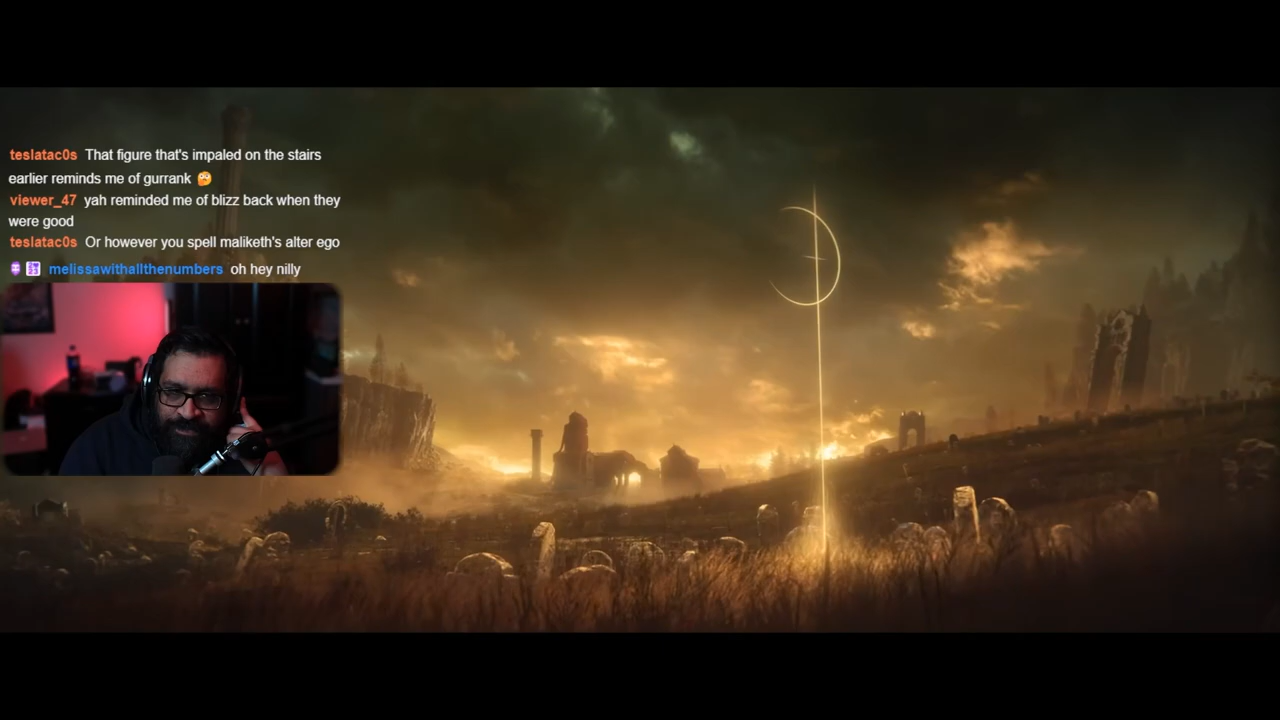 teslatac0s That figure that's impaled on the stairs
earlier reminds me of gurrank
viewer_47 yah reminded me of blizz back when they
were good
teslatac0s Or however you spell maliketh's alter ego
melissawithallthenumbers oh hey nilly